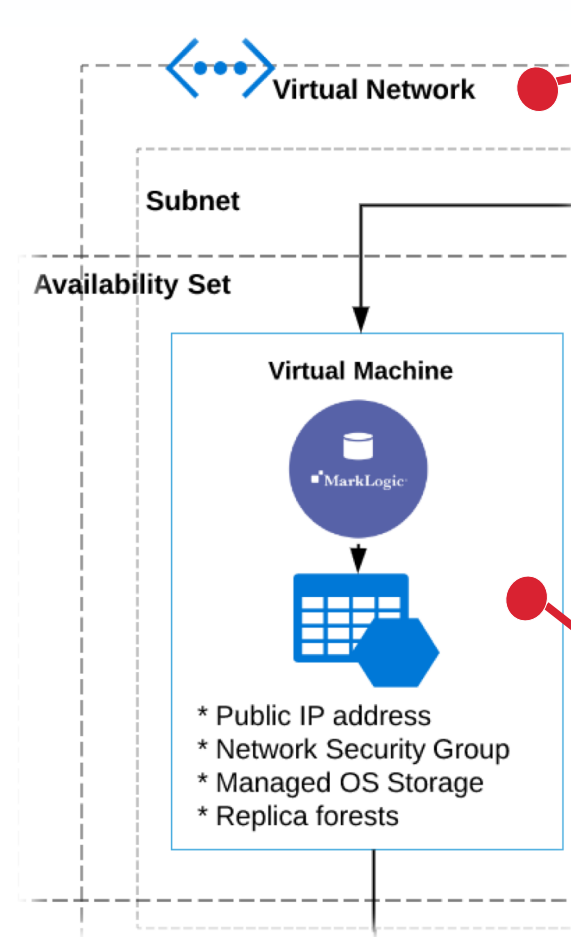 Virtual Network
Subnet
Availability Set
Virtual Machine
MarkLogic
* Public IP address
* Network Security Group
* Managed OS Storage
* Replica forests